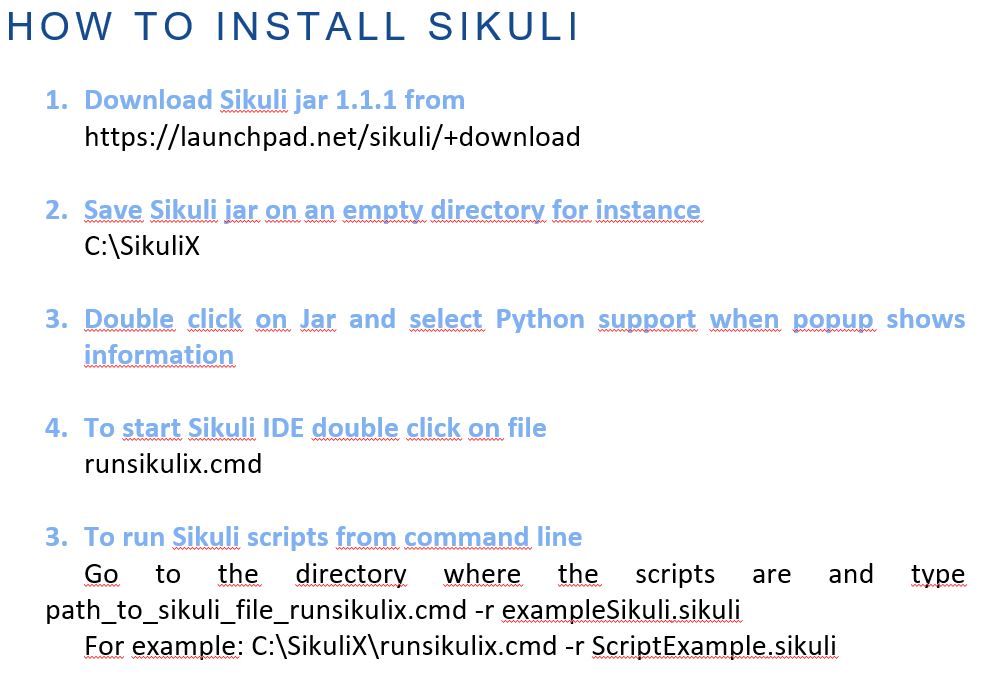 HOW TO INSTALL SIKULI
1. Download Sikuli jar 1.1.1 from
https://launchpad.net/sikuli/+download
2. Save Sikuli jar on an empty directory for instance
C:\SikuliX
3. Double click on Jar and select Python support when popup shows
information
4. To start Sikuli IDE double click on file
runsikulix.cmd
3. To run Sikuli scripts from command line
Go to the directory where the scripts are and type
path_to_sikuli_file_runsikulix.cmd -r exampleSikuli.sikuli
For example: C:\SikuliX\runsikulix.cmd -r ScriptExample.sikuli